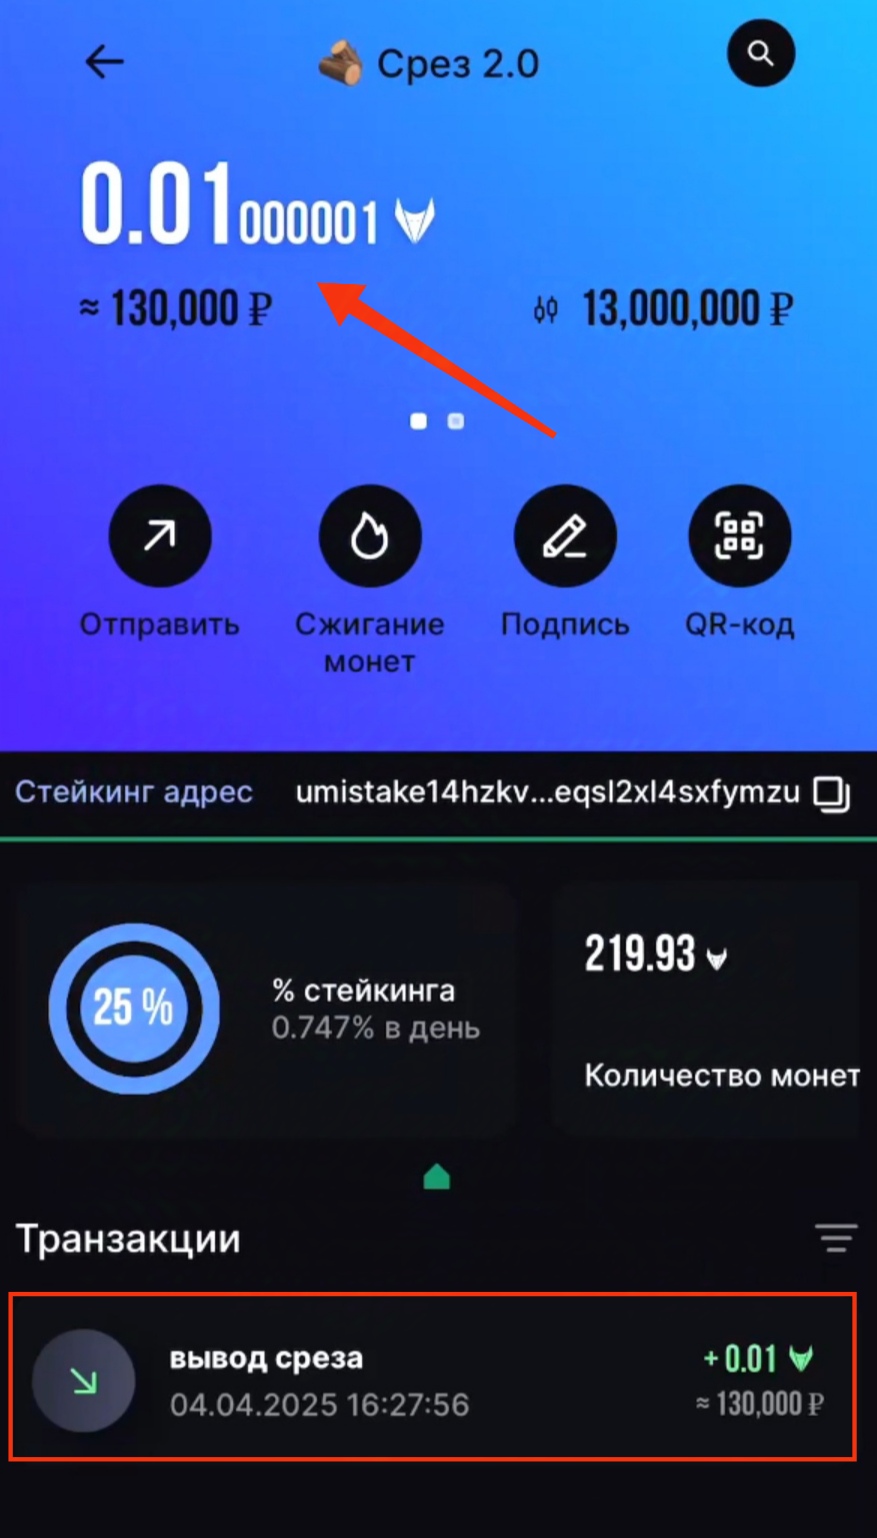 Срез 2.0
0.01000001
≈ 130,000 ₽
13,000,000 ₽
Отправить
Сжигание
монет
Подпись
QR-код
Стейкинг адрес umistake14hzkv...eqsl2xl4sxfymzu
25 %
% стейкинга
0.747% в день
219.93
Количество монет
Транзакции
вывод среза
04.04.2025 16:27:56
+ 0.01
≈ 130,000 ₽